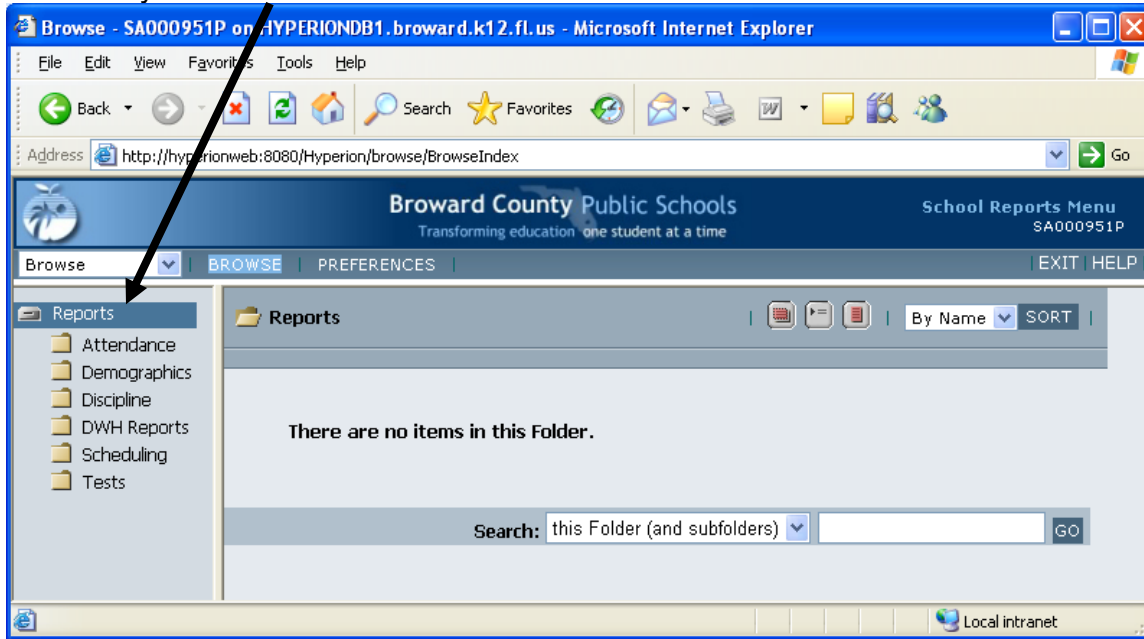 Browse - SA000951P on HYPERIONDB1.broward.k12.fl.us - Microsoft Internet Explorer
File Edit View Favorites Tools Help
Back Search Favorites
Address http://hyperionweb:8080/Hyperion/browse/BrowseIndex Go
Broward County Public Schools School Reports Menu
Transforming education one student at a time SA000951P
Browse | BROWSE | PREFERENCES | | EXIT | HELP
Reports Reports | | By Name SORT |
Attendance
Demographics
Discipline
DWH Reports There are no items in this Folder.
Scheduling
Tests
Search: this Folder (and subfolders) GO
Local intranet